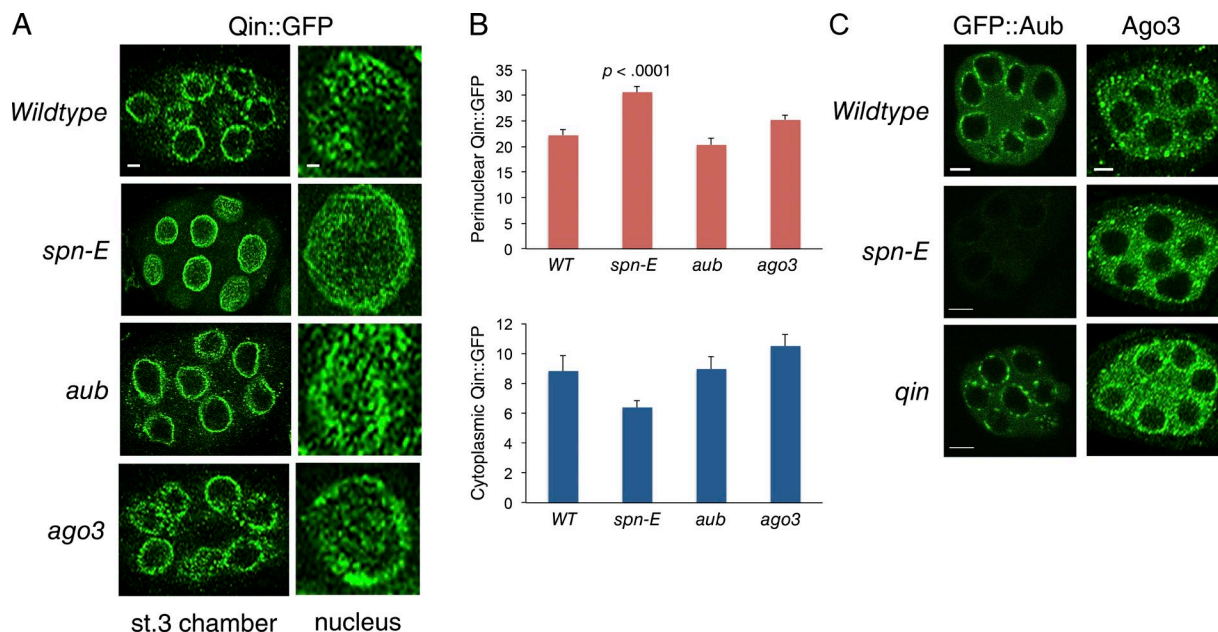 A
Qin::GFP
Wildtype
spn-E
aub
ago3
st.3 chamber
nucleus
B
p < .0001
Perinuclear Qin::GFP
35
30
25
20
15
10
5
0
WT spn-E aub ago3
Cytoplasmic Qin::GFP
12
10
8
6
4
2
0
WT spn-E aub ago3
C
GFP::Aub Ago3
Wildtype
spn-E
qin